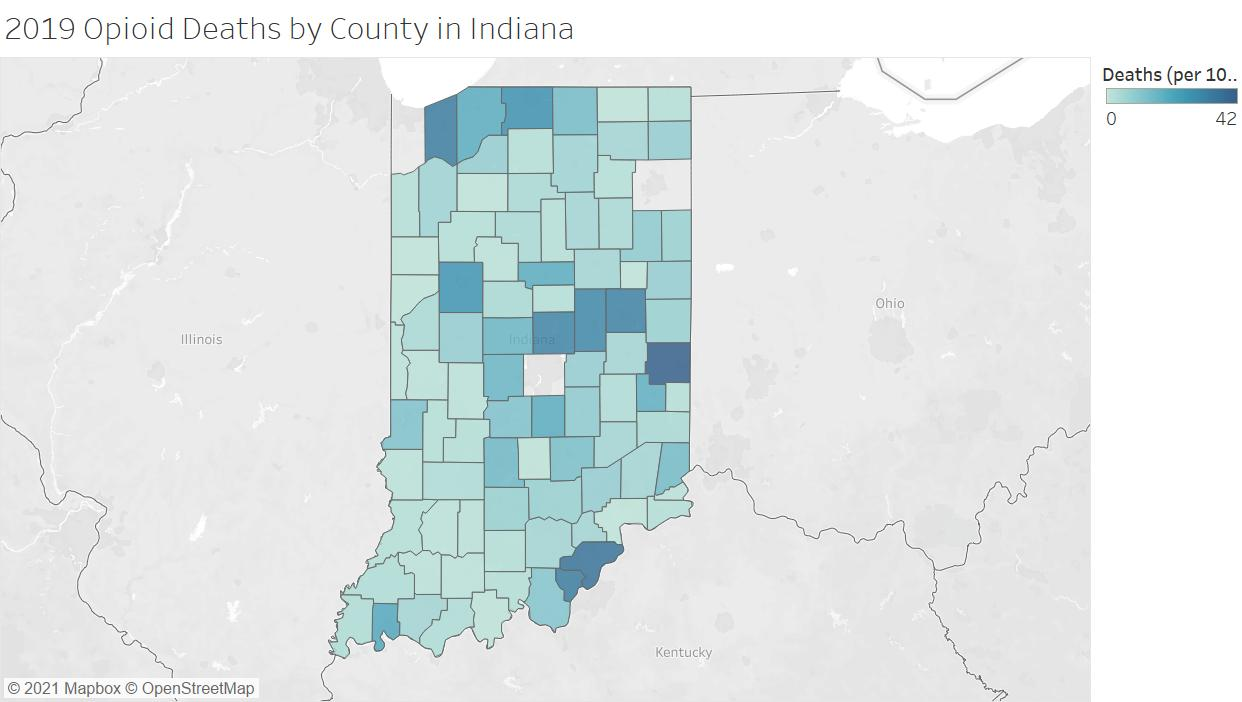 2019 Opioid Deaths by County in Indiana
Deaths (per 10..
0 42
Ohio
Illinois
Indiana
Kentucky
© 2021 Mapbox © OpenStreetMap